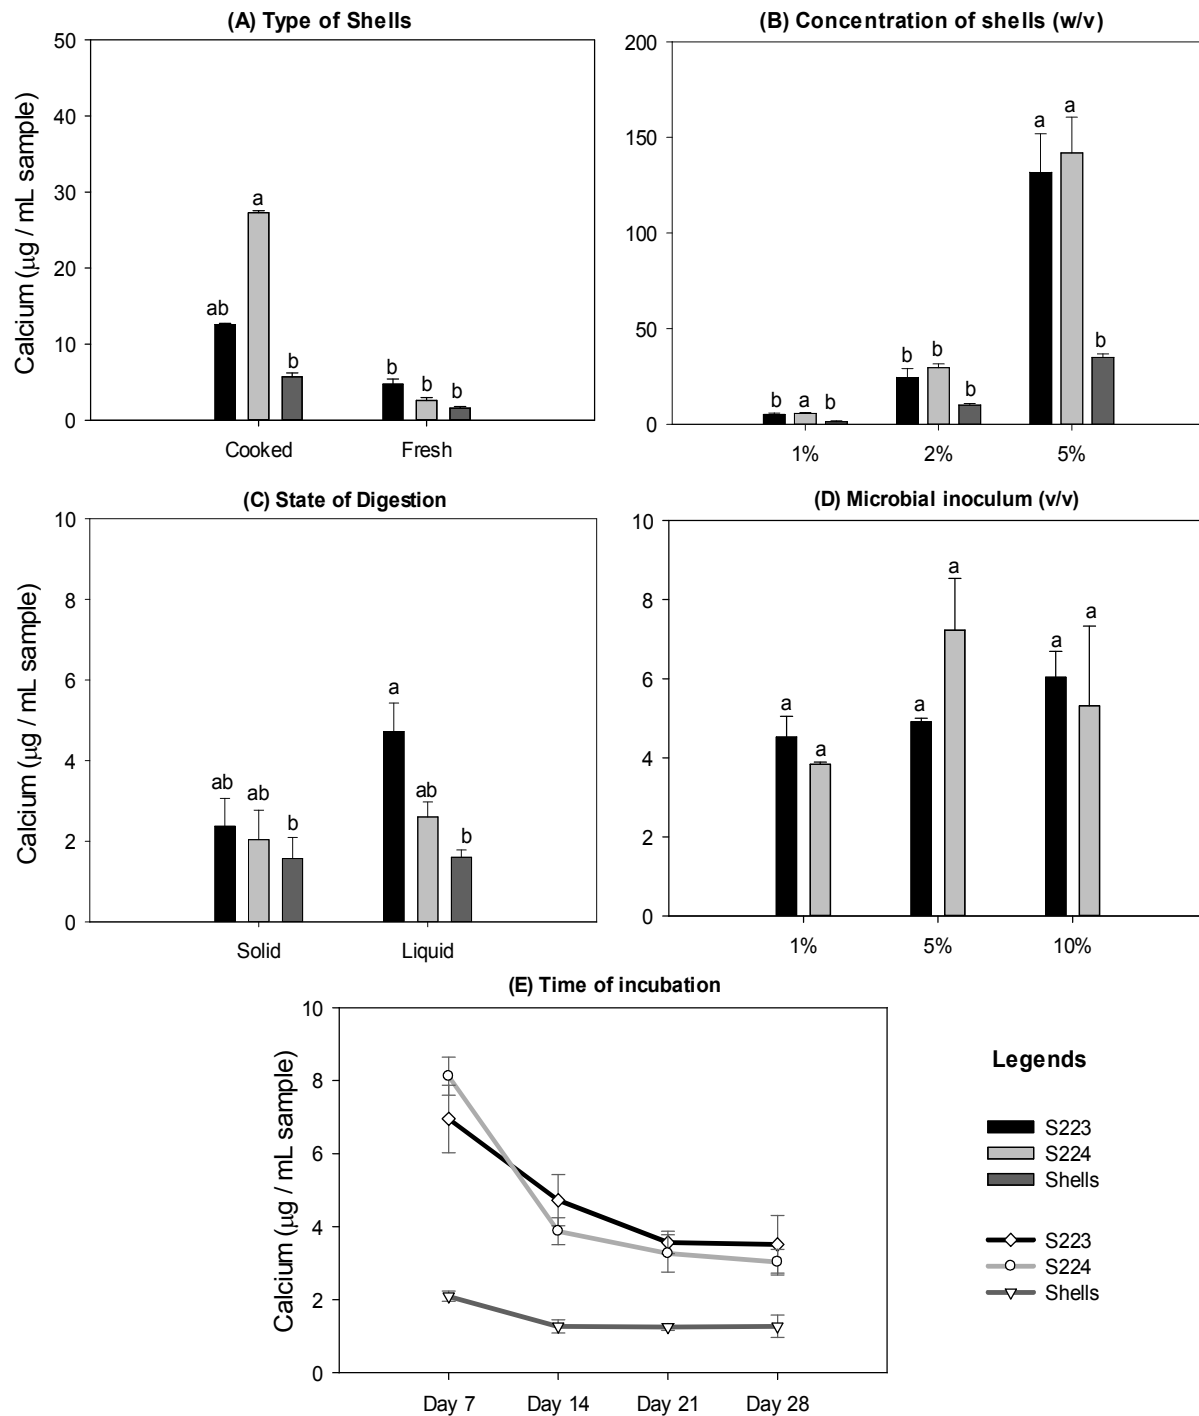 (A) Type of Shells
Calcium (µg / mL sample)
50
40
30
20
10
0
a
ab
b
b
b
b
Cooked Fresh
(B) Concentration of shells (w/v)
200
150
100
50
0
a
a
b
b
b
b
b
a
b
1% 2% 5%
(C) State of Digestion
Calcium (µg / mL sample)
10
8
6
4
2
0
a
ab
ab
b
ab
b
Solid Liquid
(D) Microbial inoculum (v/v)
10
8
6
4
2
0
a
a
a
a
a
a
1% 5% 10%
(E) Time of incubation
Calcium (µg / mL sample)
10
8
6
4
2
0
Day 7 Day 14 Day 21 Day 28
Legends
S223
S224
Shells
S223
S224
Shells